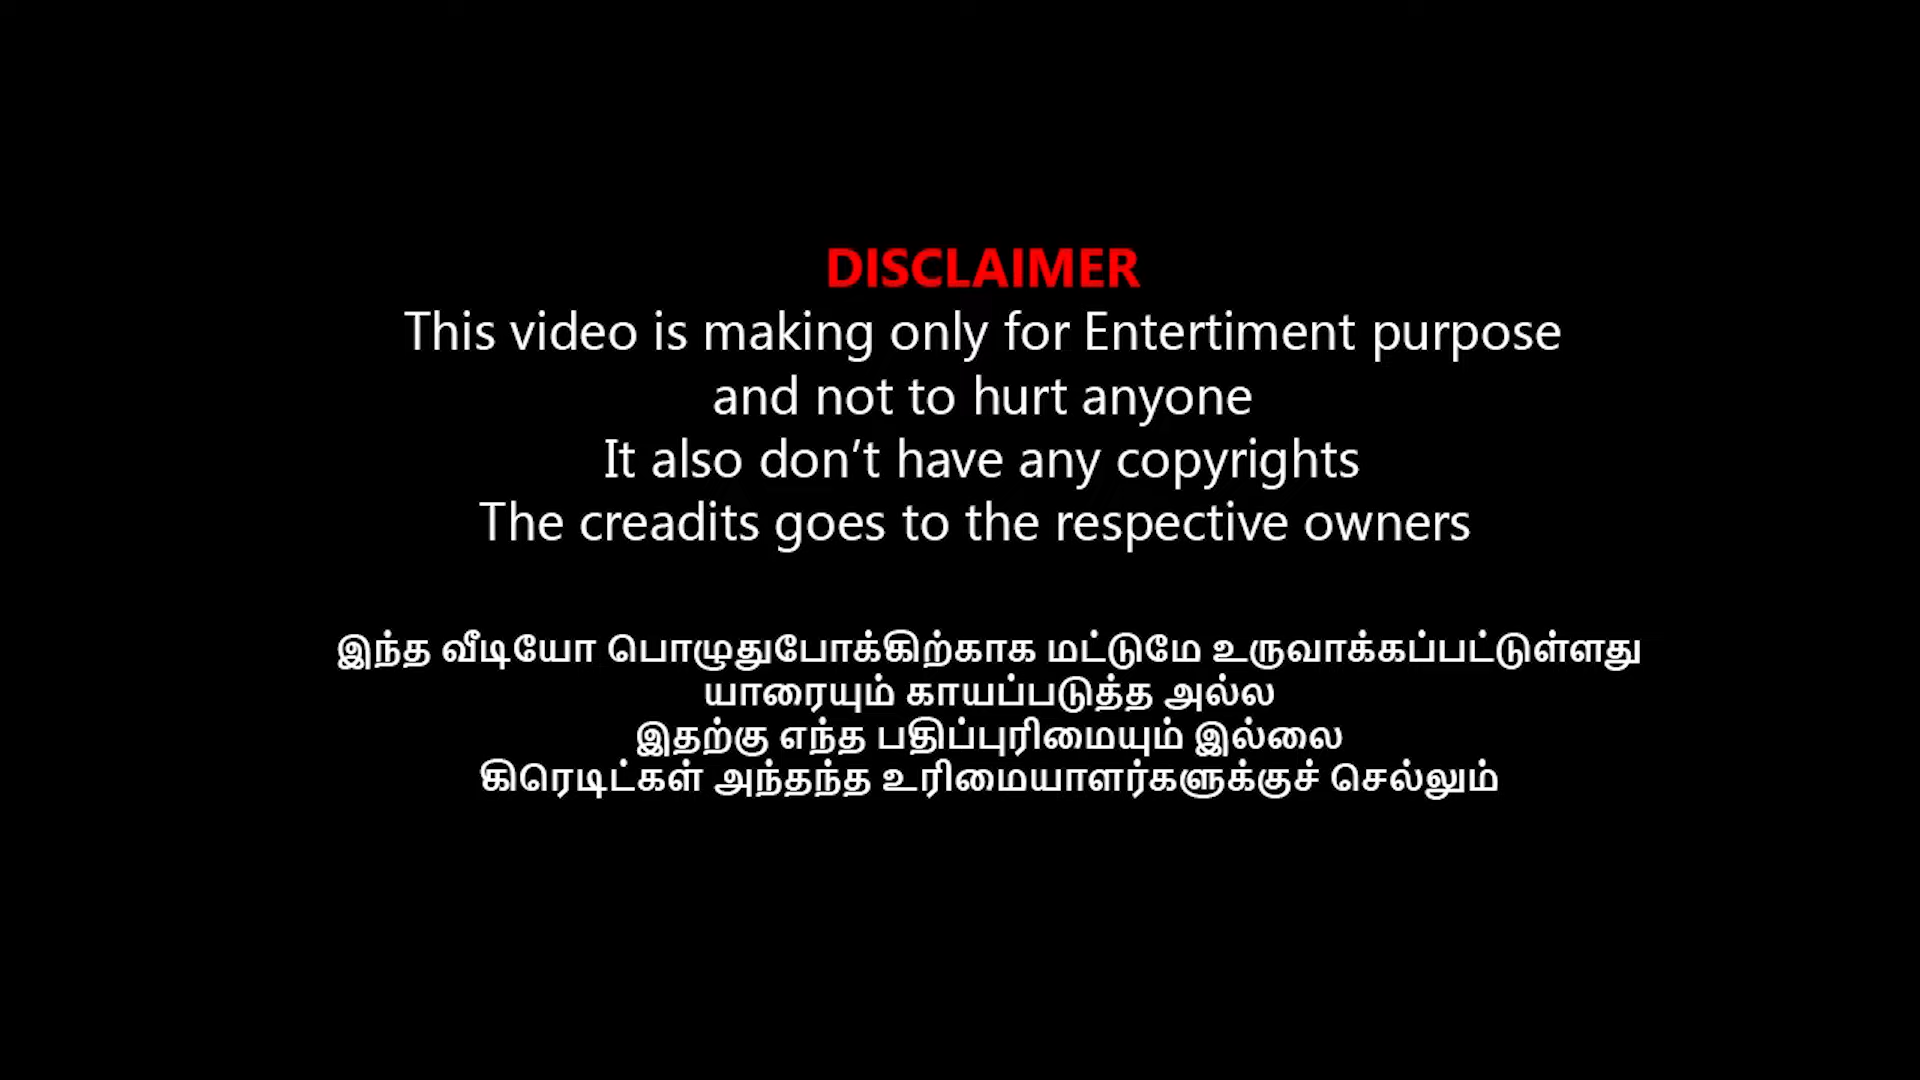 DISCLAIMER
This video is making only for Entertiment purpose
and not to hurt anyone
It also don’t have any copyrights
The creadits goes to the respective owners
இந்த வீடியோ பொழுதுபோக்கிற்காக மட்டுமே உருவாக்கப்பட்டுள்ளது
யாரையும் காயப்படுத்த அல்ல
இதற்கு எந்த பதிப்புரிமையும் இல்லை
கிரெடிட்கள் அந்தந்த உரிமையாளர்களுக்குச் செல்லும்